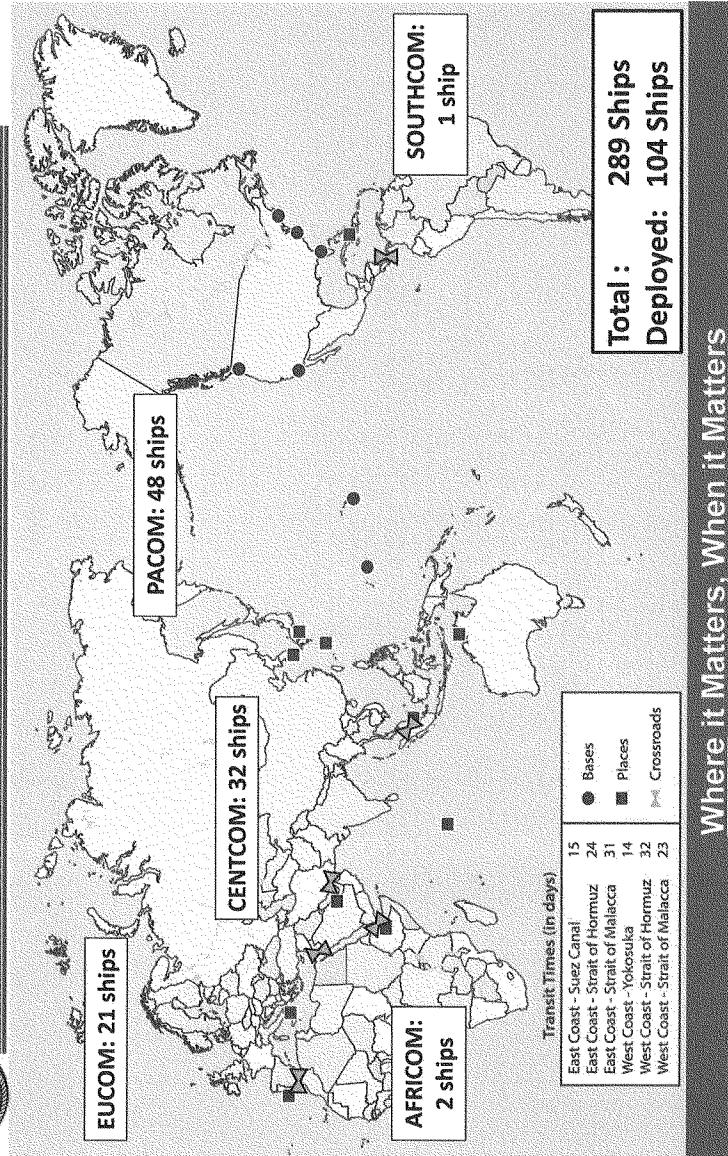 EUCOM: 21 ships
CENTCOM: 32 ships
PACOM: 48 ships
AFRICOM:
2 ships
SOUTHCOM:
1 ship
Transit Times (in days)
East Coast - Suez Canal 15
East Coast - Strait of Hormuz 24
East Coast - Strait of Malacca 31
West Coast - Yokosuka 14
West Coast - Strait of Hormuz 32
West Coast - Strait of Malacca 23
Bases
Places
Crossroads
Total : 289 Ships
Deployed: 104 Ships
Where it Matters, When it Matters